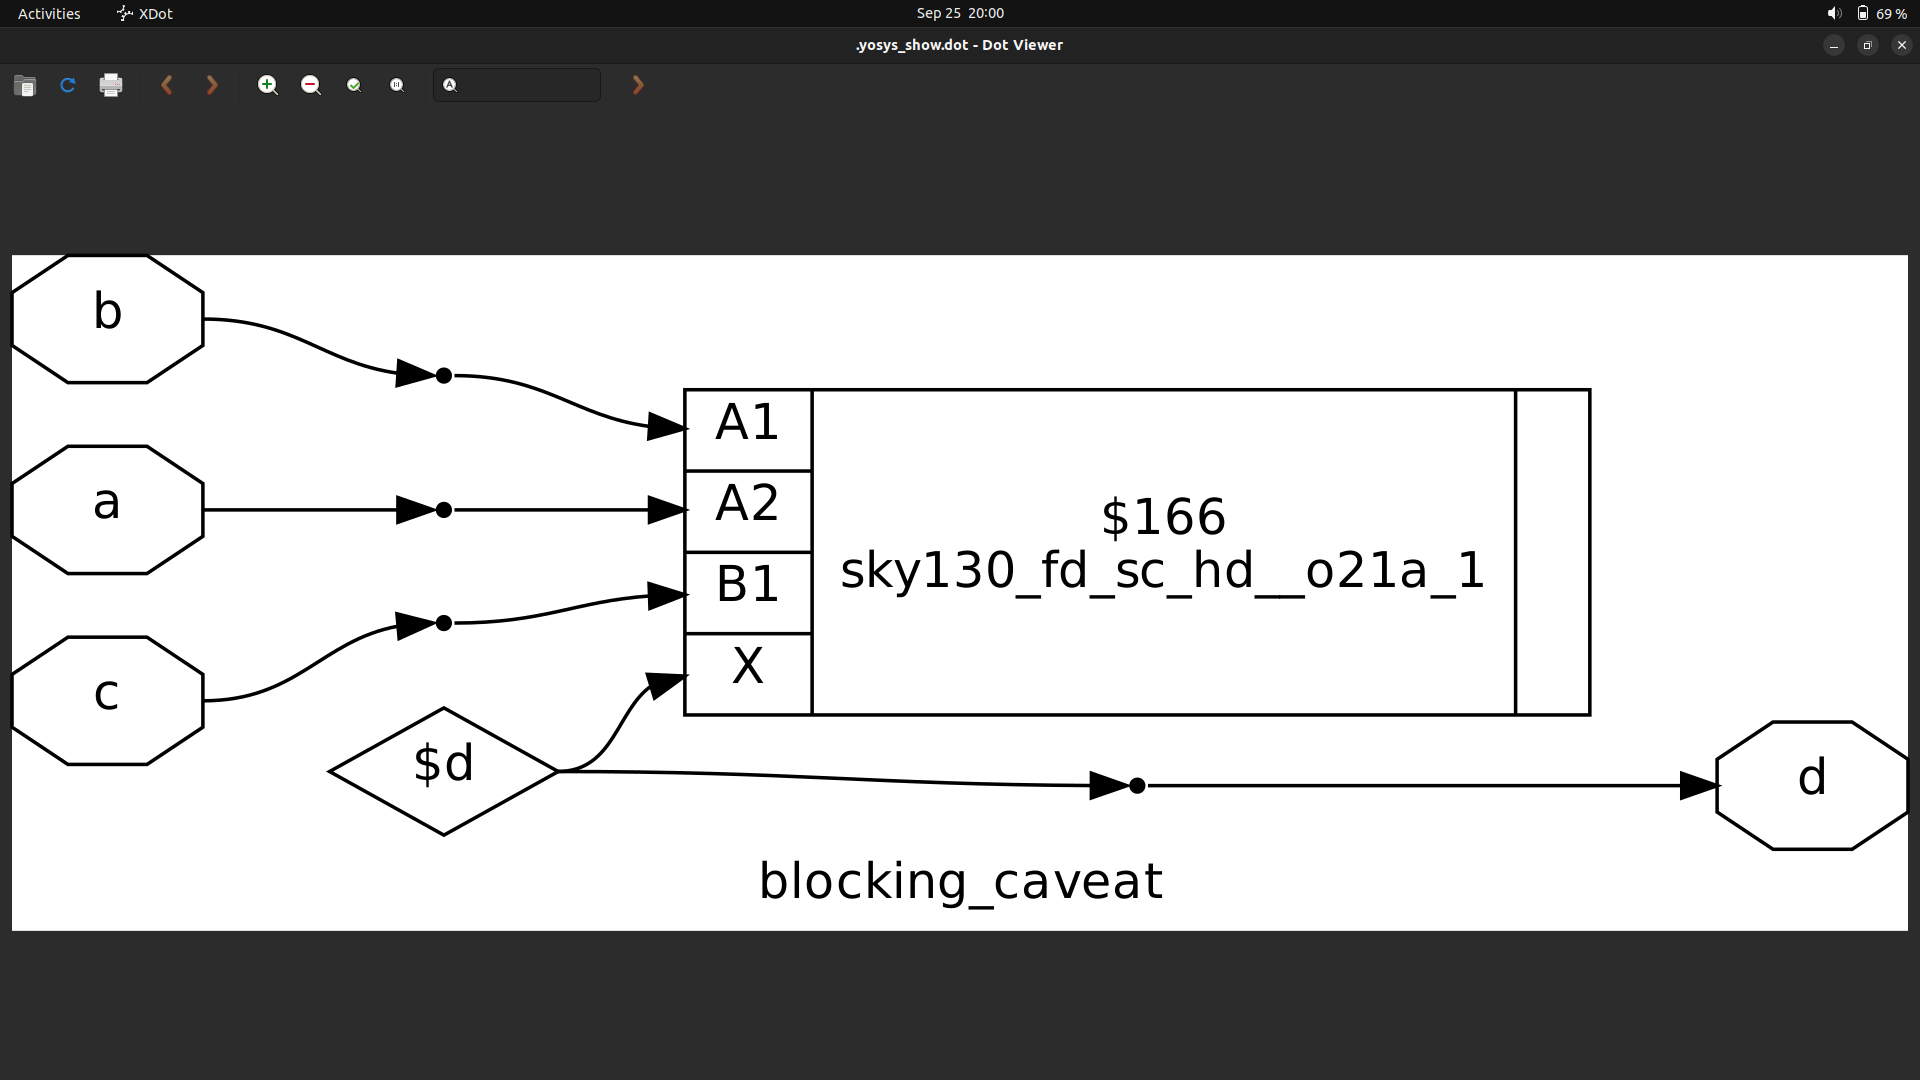 Activities XDot Sep 25 20:00 69 %
.yosys_show.dot - Dot Viewer
b
a
c
A1
A2
B1
X
$166
sky130_fd_sc_hd__o21a_1
$d
d
blocking_caveat